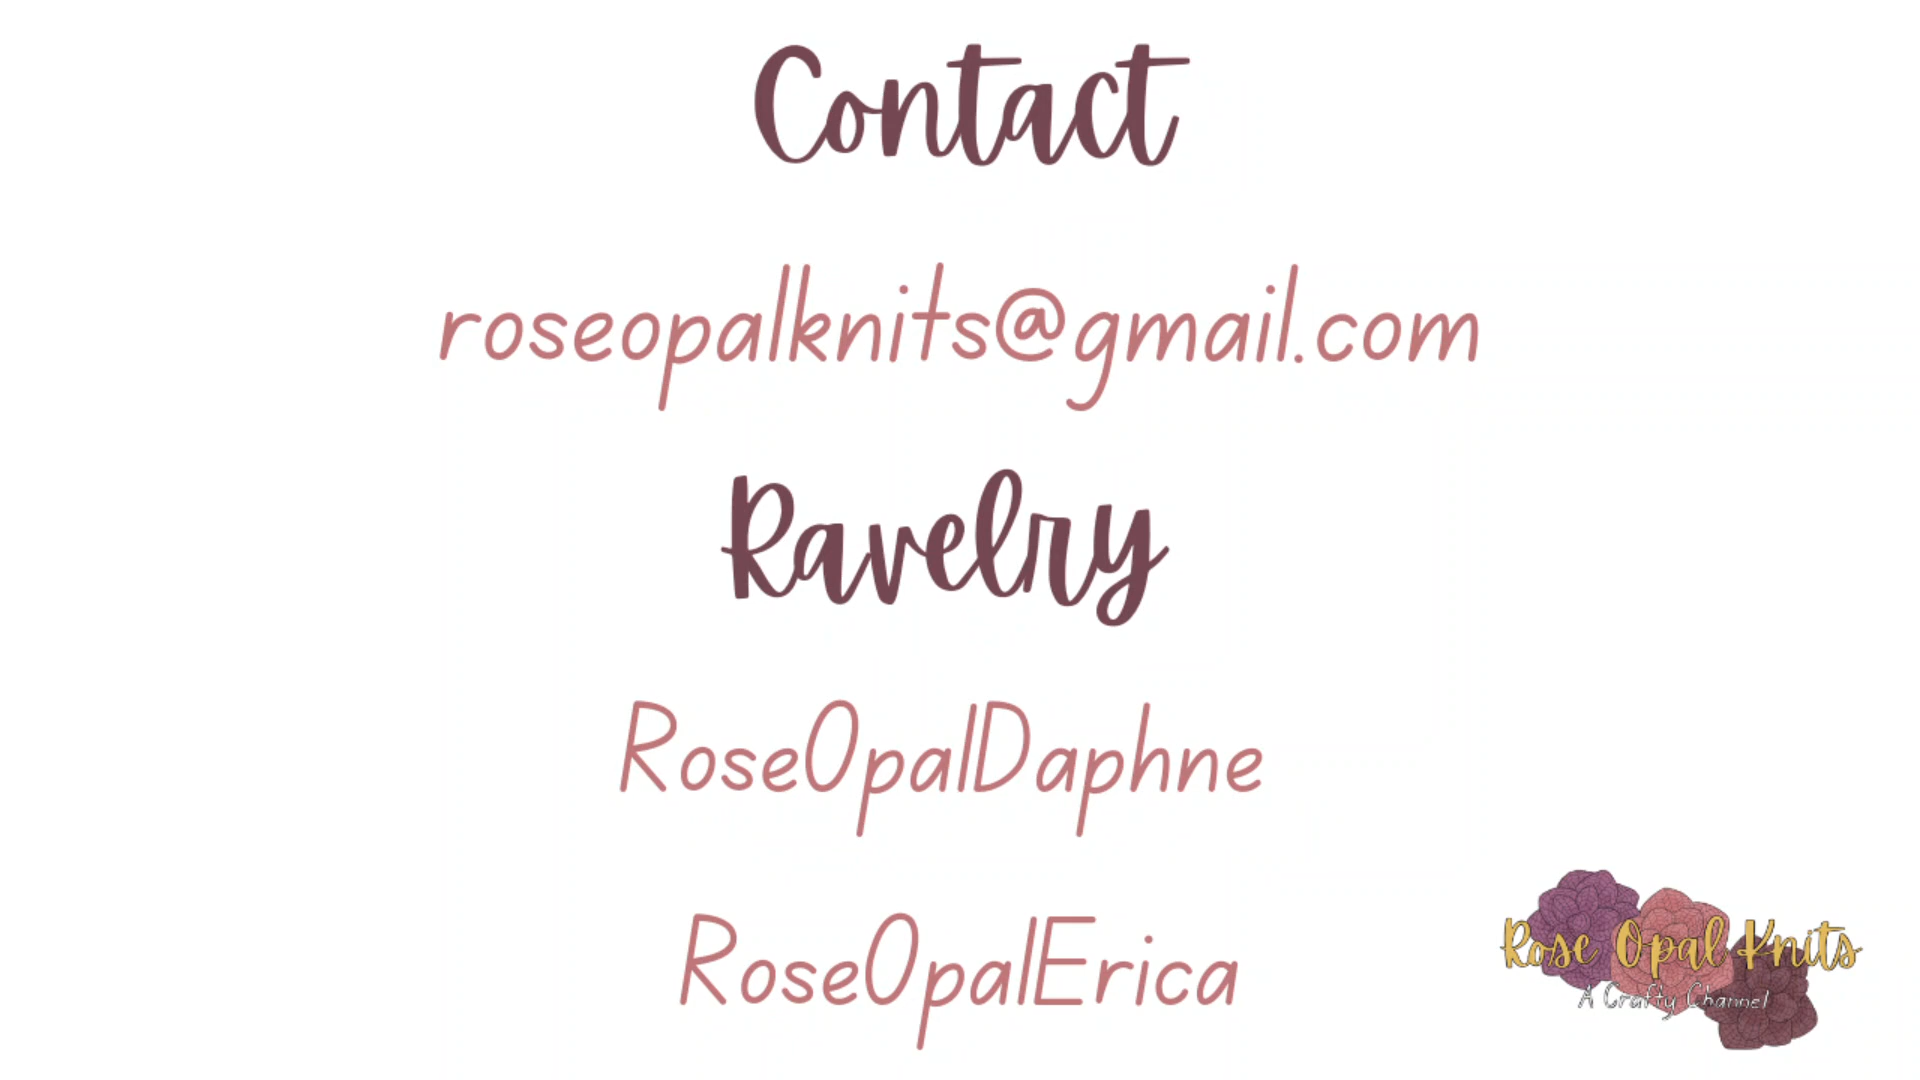 Contact
roseopalknits@gmail.com
Ravelry
RoseOpalDaphne
RoseOpalErica
Rose Opal Knits
A Crafty Channel